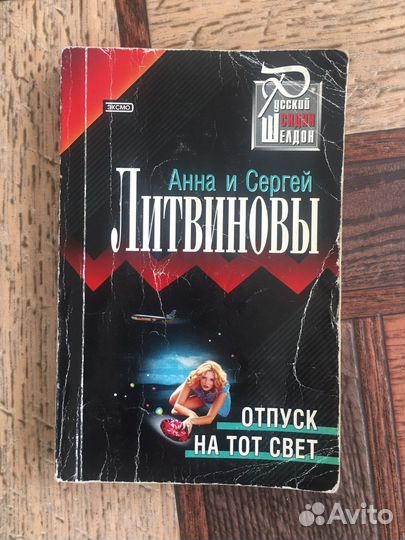 ЭКСМО
Русский
Сидни
Шелдон
Анна и Сергей
Литвиновы
ОТПУСК
НА ТОТ СВЕТ
Avito